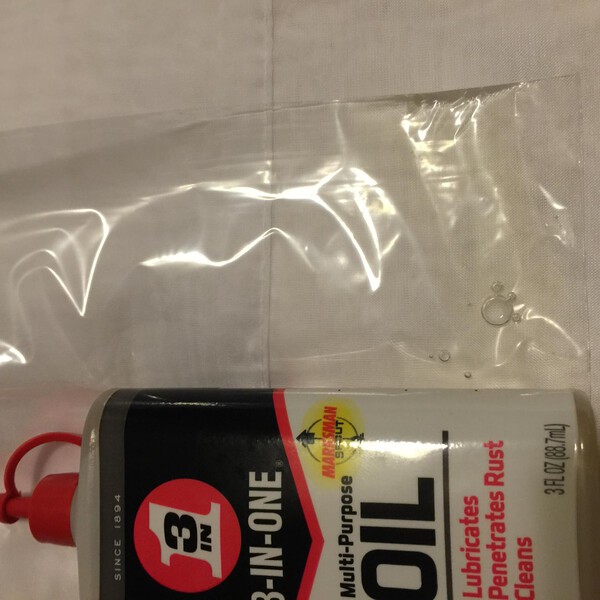 SINCE 1894
3
IN
3-IN-ONE®
MARKSMAN
SPOUT
Multi-Purpose
OIL
Lubricates
Penetrates Rust
Cleans
3 FL OZ (88.7mL)